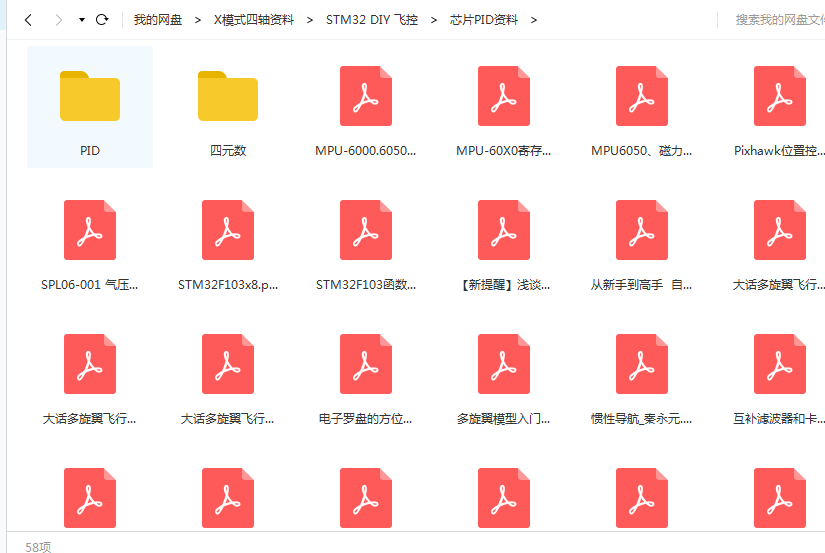 我的网盘 > X模式四轴资料 > STM32 DIY 飞控 > 芯片PID资料 >
搜索我的网盘文件
PID
四元数
MPU-6000.6050...
MPU-60X0寄存...
MPU6050、磁力...
Pixhawk位置控...
SPL06-001 气压...
STM32F103x8.p...
STM32F103函数...
【新提醒】浅谈...
从新手到高手 自...
大话多旋翼飞行...
大话多旋翼飞行...
大话多旋翼飞行...
电子罗盘的方位...
多旋翼模型入门...
惯性导航_秦永元....
互补滤波器和卡...
58项